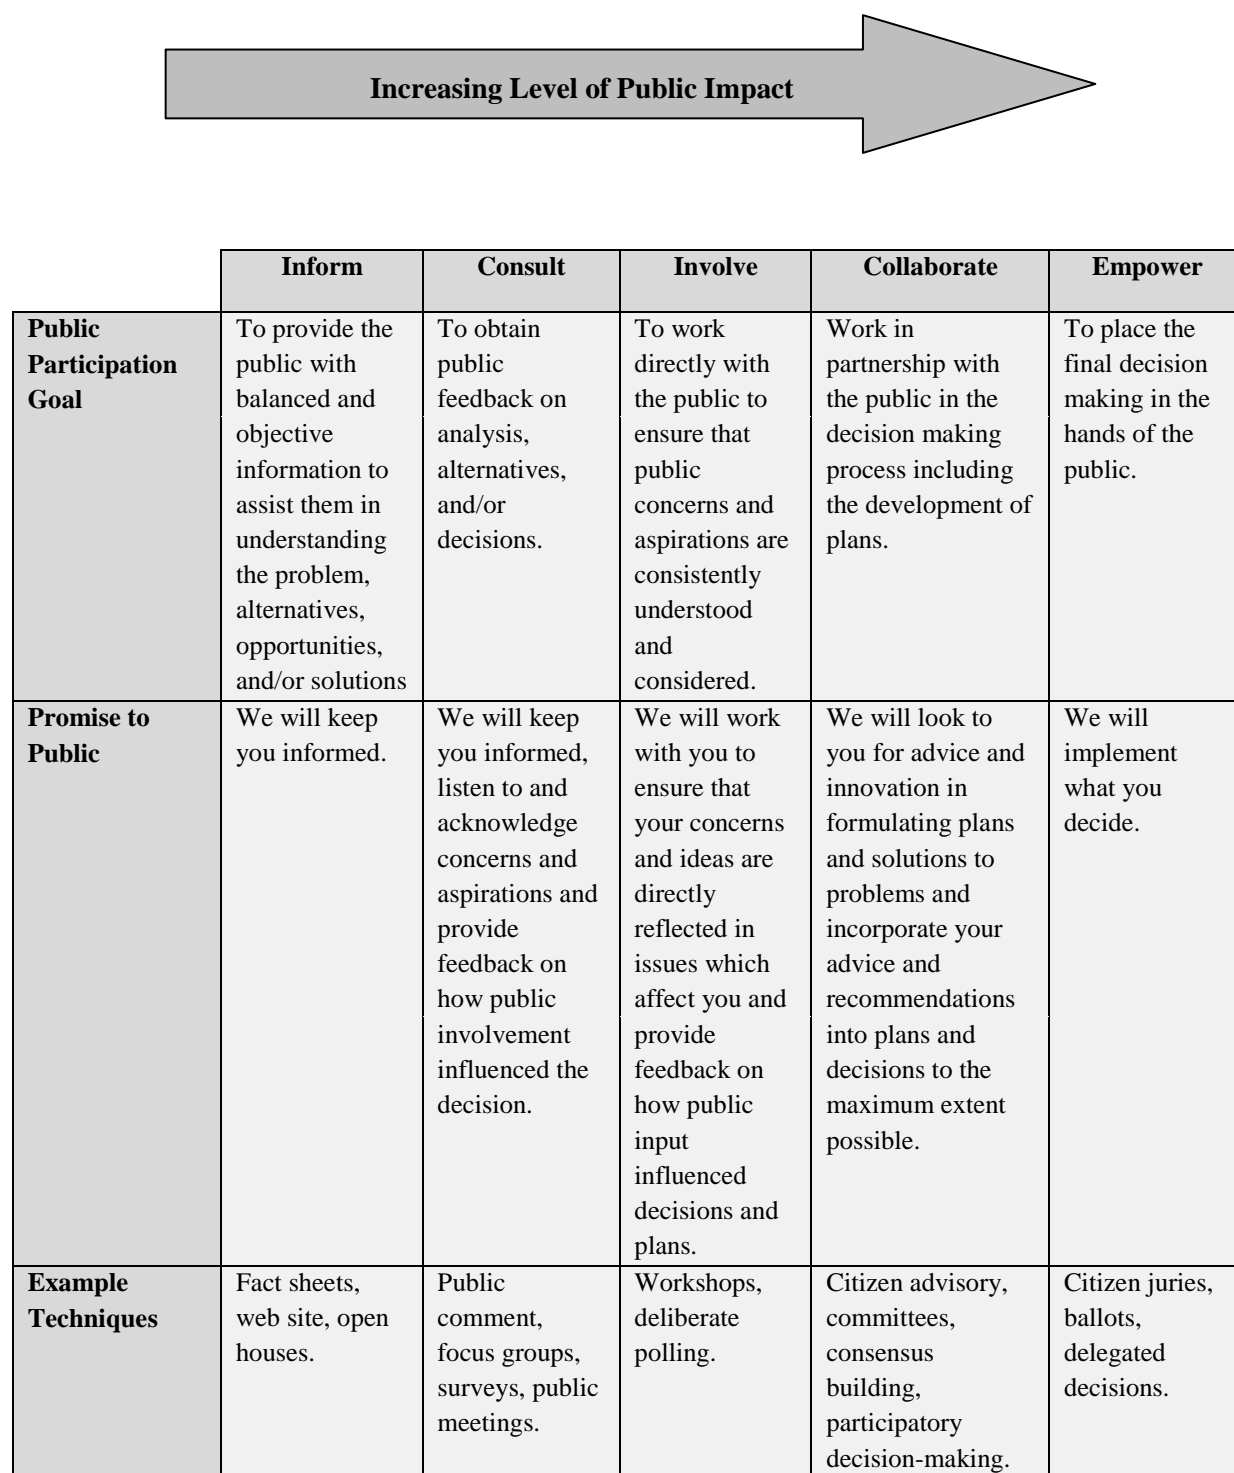 Increasing Level of Public Impact
Inform
Consult
Involve
Collaborate
Empower
Public
Participation
Goal
To provide the
public with
balanced and
objective
information to
assist them in
understanding
the problem,
alternatives,
opportunities,
and/or solutions
To obtain
public
feedback on
analysis,
alternatives,
and/or
decisions.
To work
directly with
the public to
ensure that
public
concerns and
aspirations are
consistently
understood
and
considered.
Work in
partnership with
the public in the
decision making
process including
the development of
plans.
To place the
final decision
making in the
hands of the
public.
Promise to
Public
We will keep
you informed.
We will keep
you informed,
listen to and
acknowledge
concerns and
aspirations and
provide
feedback on
how public
involvement
influenced the
decision.
We will work
with you to
ensure that
your concerns
and ideas are
directly
reflected in
issues which
affect you and
provide
feedback on
how public
input
influenced
decisions and
plans.
We will look to
you for advice and
innovation in
formulating plans
and solutions to
problems and
incorporate your
advice and
recommendations
into plans and
decisions to the
maximum extent
possible.
We will
implement
what you
decide.
Example
Techniques
Fact sheets,
web site, open
houses.
Public
comment,
focus groups,
surveys, public
meetings.
Workshops,
deliberate
polling.
Citizen advisory,
committees,
consensus
building,
participatory
decision-making.
Citizen juries,
ballots,
delegated
decisions.